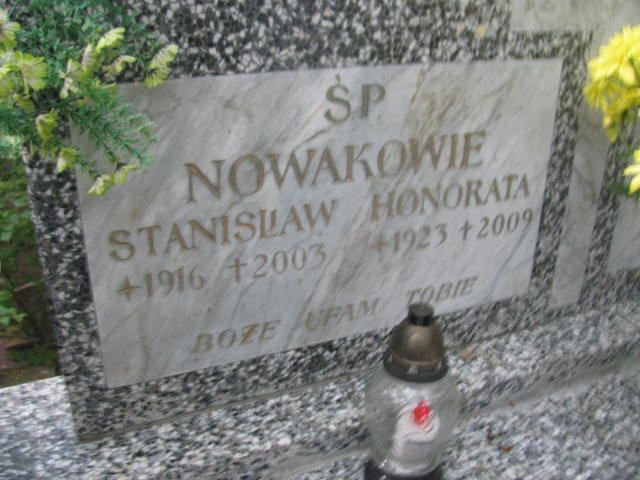 ŚP
NOWAKOWIE
STANISŁAW HONORATA
+1916 +2003 +1923 +2009
BOŻE UFAM TOBIE